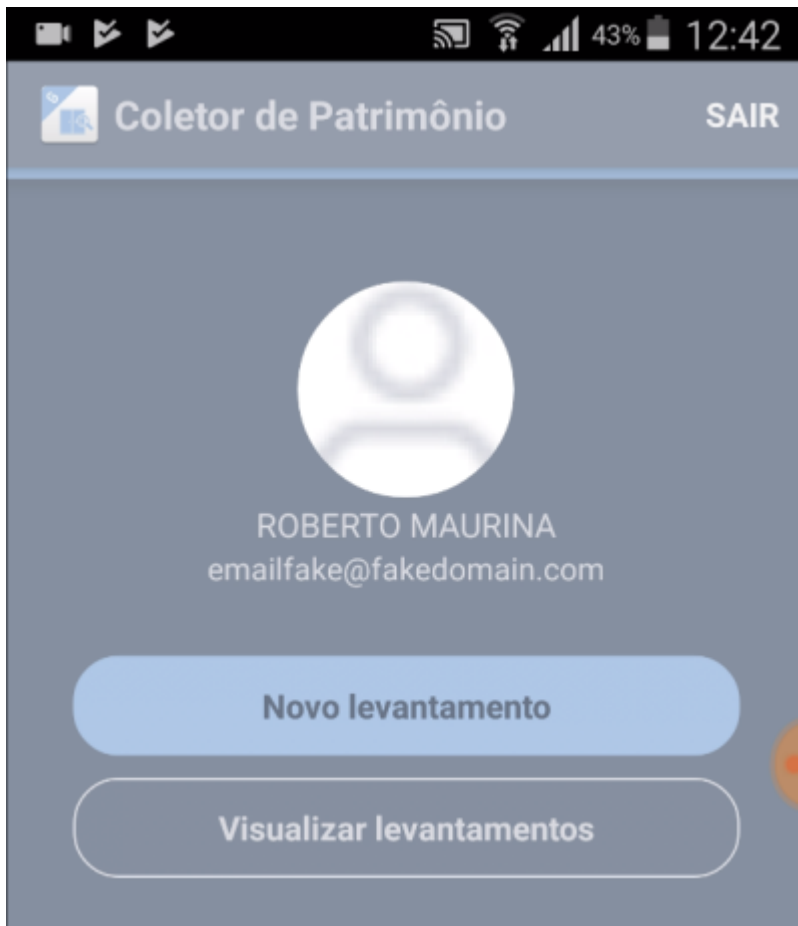 43% 12:42
G
Coletor de Patrimônio SAIR
ROBERTO MAURINA
emailfake@fakedomain.com
Novo levantamento
Visualizar levantamentos